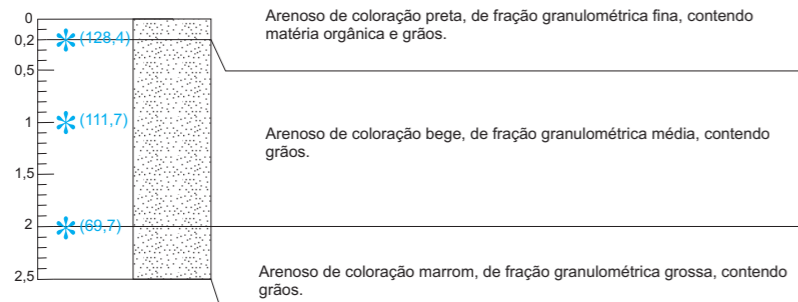 0
Arenoso de coloração preta, de fração granulométrica fina, contendo
matéria orgânica e grãos.
0,2
(128,4)
0,5
1
(111,7)
Arenoso de coloração bege, de fração granulométrica média, contendo
grãos.
1,5
2
(69,7)
2,5
Arenoso de coloração marrom, de fração granulométrica grossa, contendo
grãos.